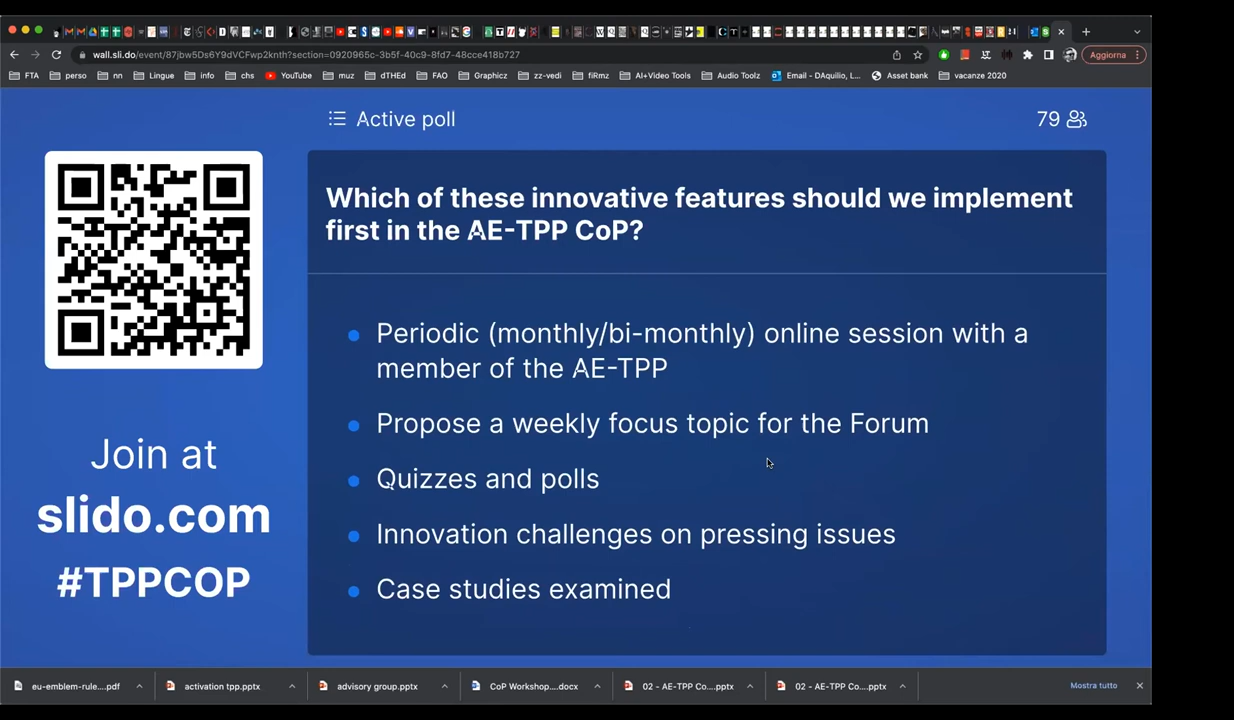 wall.sli.do/event/87jbw5Ds6Y9dVCFwp2knth?section=0920965c-3b5f-40c9-8fd7-48cce418b727
Aggiorna
FTA perso nn Lingue info chs YouTube muz dTHEd FAO Graphicz zz-vedi fiRmz AI+Video Tools Audio Toolz Email - DAquilio, L... Asset bank vacanze 2020
Active poll
79
Which of these innovative features should we implement
first in the AE-TPP CoP?
Periodic (monthly/bi-monthly) online session with a
member of the AE-TPP
Propose a weekly focus topic for the Forum
Quizzes and polls
Innovation challenges on pressing issues
Case studies examined
Join at
slido.com
#TPPCOP
eu-emblem-rule....pdf activation tpp.pptx advisory group.pptx CoP Workshop....docx 02 - AE-TPP Co....pptx 02 - AE-TPP Co....pptx Mostra tutto